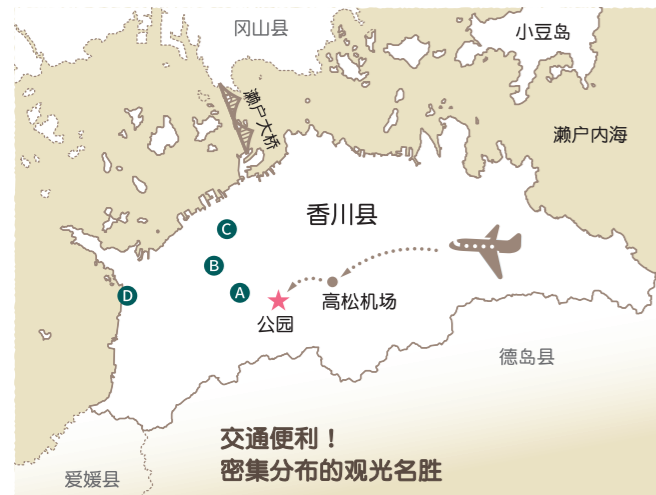 冈山县
小豆岛
濑户大桥
濑户内海
香川县
C
B
A
D
高松机场
公园
德岛县
交通便利！
密集分布的观光名胜
爱媛县